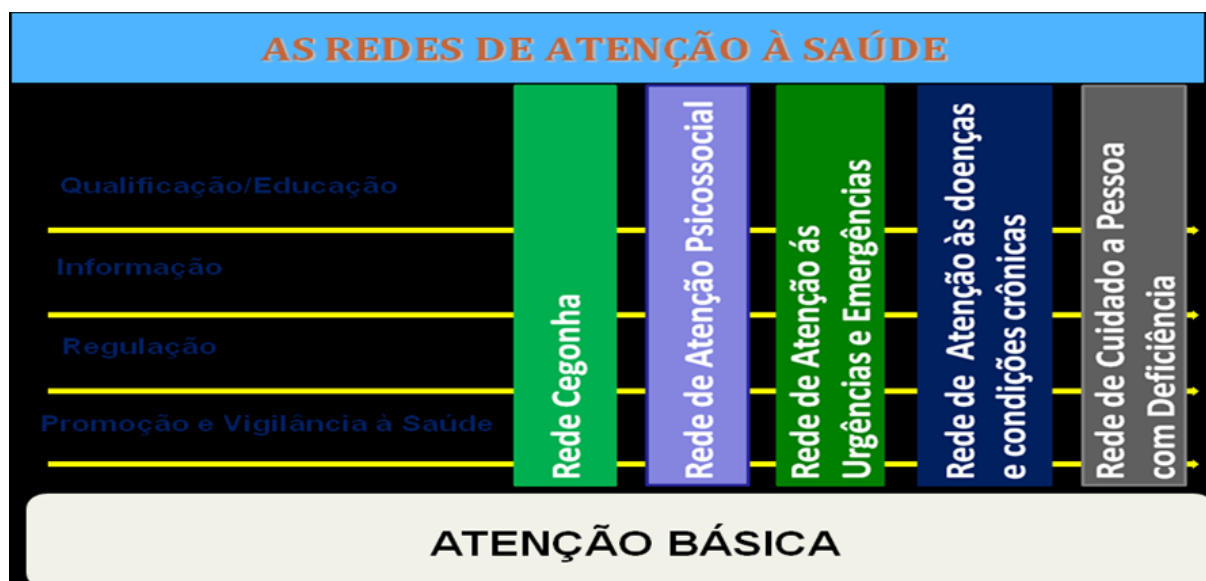 AS REDES DE ATENÇÃO À SAÚDE
Qualificação/Educação
Informação
Regulação
Promoção e Vigilância à Saúde
Rede Cegonha
Rede de Atenção Psicossocial
Rede de Atenção ás
Urgências e Emergências
Rede de Atenção às doenças
e condições crônicas
Rede de Cuidado a Pessoa
com Deficiência
ATENÇÃO BÁSICA